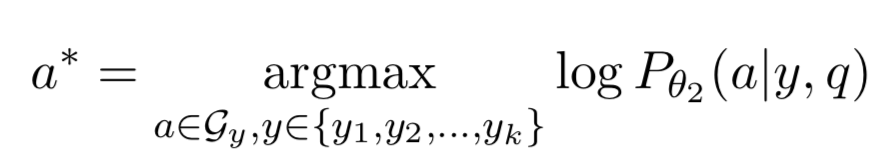 a* = argmax log P_θ₂(a|y, q)
a∈𝒢_y,y∈{y₁,y₂,...,y_k}